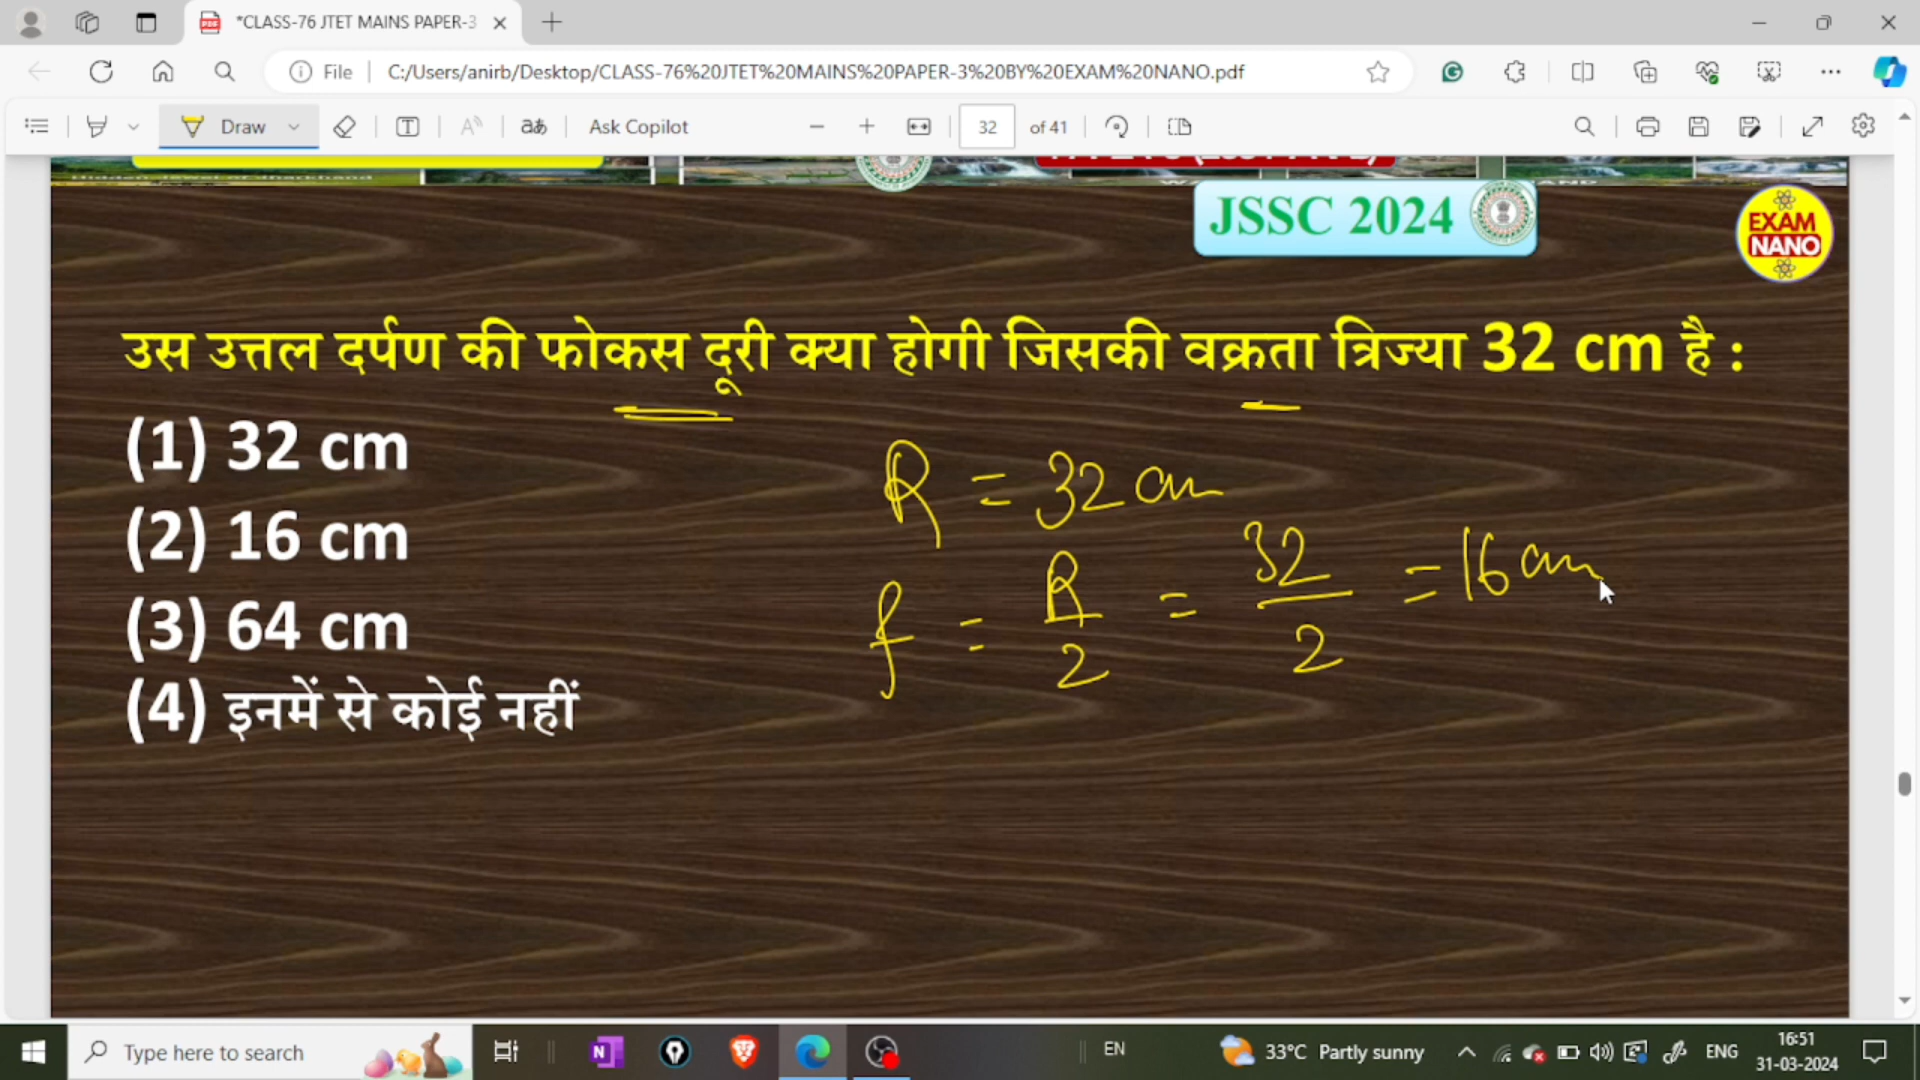 *CLASS-76 JTET MAINS PAPER-3
File C:/Users/anirb/Desktop/CLASS-76%20JTET%20MAINS%20PAPER-3%20BY%20EXAM%20NANO.pdf
Draw Ask Copilot 32 of 41
JSSC 2024
EXAM
NANO
उस उत्तल दर्पण की फोकस दूरी क्या होगी जिसकी वक्रता त्रिज्या 32 cm है :
(1) 32 cm
(2) 16 cm
(3) 64 cm
(4) इनमें से कोई नहीं
R = 32 cm
f = R/2 = 32/2 = 16 cm
Type here to search
EN
33°C Partly sunny
ENG
16:51
31-03-2024